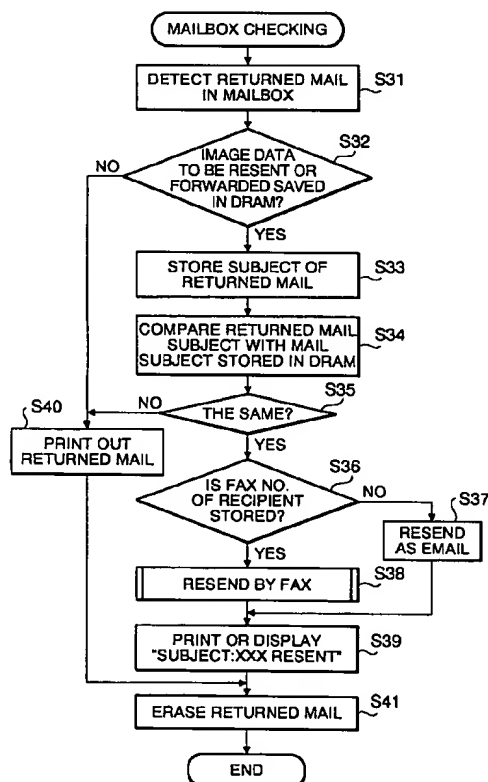 MAILBOX CHECKING
DETECT RETURNED MAIL
IN MAILBOX
S31
S32
IMAGE DATA
TO BE RESENT OR
FORWARDED SAVED
IN DRAM?
NO
YES
STORE SUBJECT OF
RETURNED MAIL
S33
COMPARE RETURNED MAIL
SUBJECT WITH MAIL
SUBJECT STORED IN DRAM
S34
S35
THE SAME?
NO
YES
S40
PRINT OUT
RETURNED MAIL
S36
IS FAX NO.
OF RECIPIENT
STORED?
NO
YES
S37
RESEND
AS EMAIL
RESEND BY FAX
S38
PRINT OR DISPLAY
"SUBJECT:XXX RESENT"
S39
ERASE RETURNED MAIL
S41
END